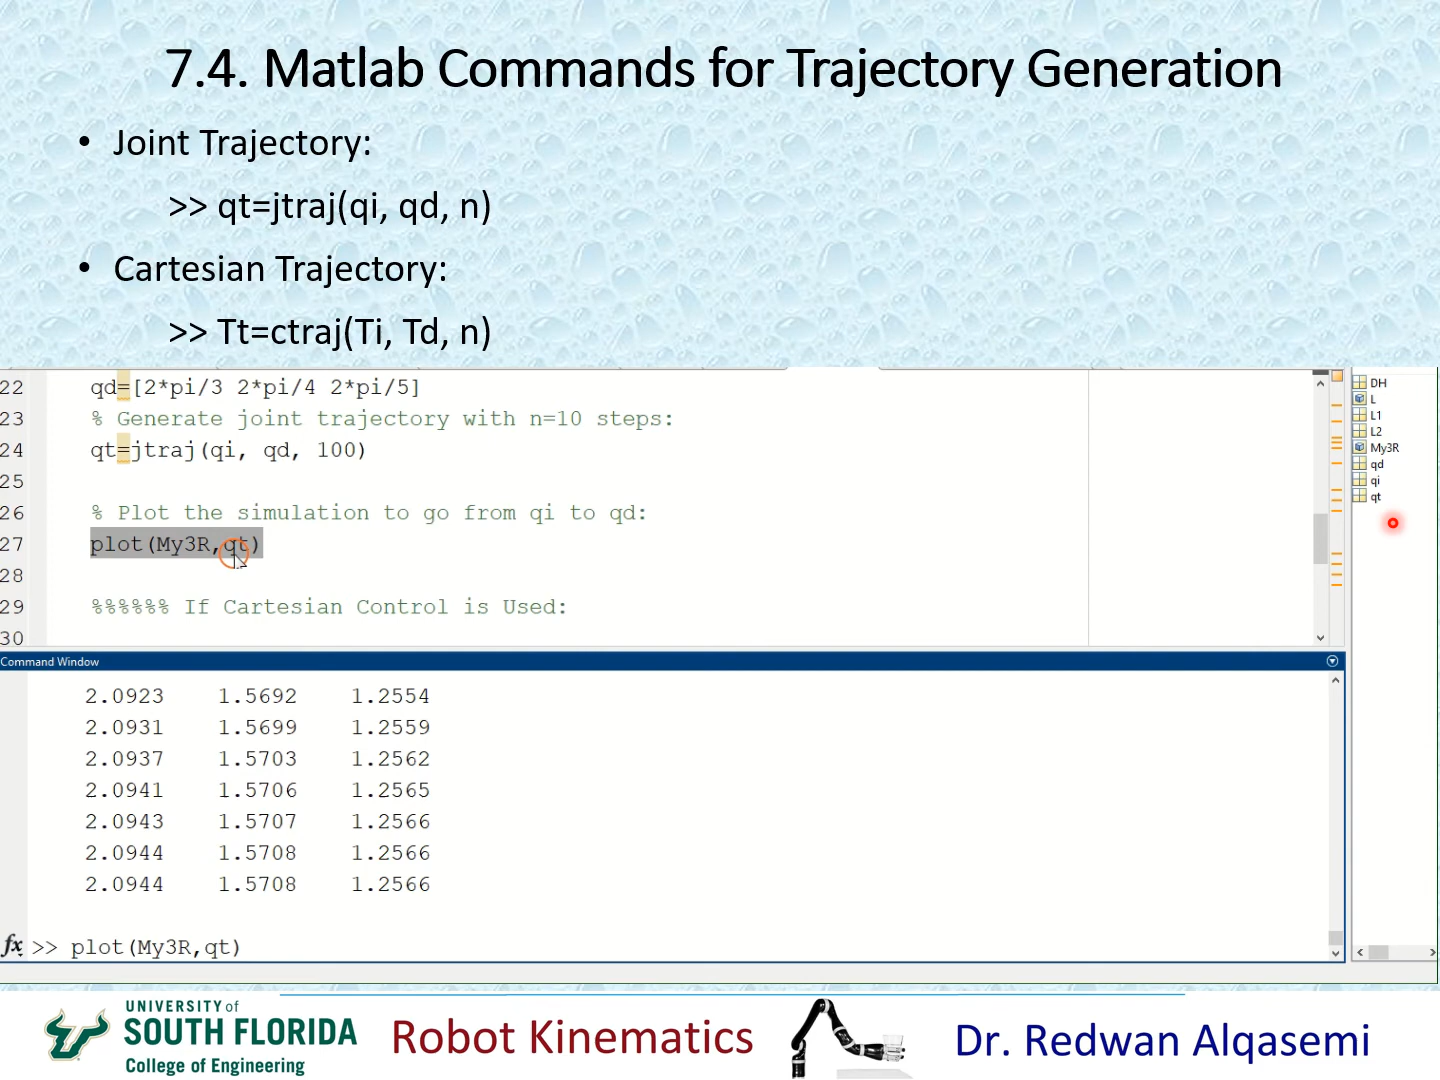 7.4. Matlab Commands for Trajectory Generation
• Joint Trajectory:
>> qt=jtraj(qi, qd, n)
• Cartesian Trajectory:
>> Tt=ctraj(Ti, Td, n)
22 qd=[2*pi/3 2*pi/4 2*pi/5]
23 % Generate joint trajectory with n=10 steps:
24 qt=jtraj(qi, qd, 100)
25
26 % Plot the simulation to go from qi to qd:
27 plot(My3R,qt)
28
29 %%%%%% If Cartesian Control is Used:
30
DH
L
L1
L2
My3R
qd
qi
qt
Command Window
2.0923 1.5692 1.2554
2.0931 1.5699 1.2559
2.0937 1.5703 1.2562
2.0941 1.5706 1.2565
2.0943 1.5707 1.2566
2.0944 1.5708 1.2566
2.0944 1.5708 1.2566
fx >> plot(My3R,qt)
UNIVERSITY of
SOUTH FLORIDA
College of Engineering
Robot Kinematics
Dr. Redwan Alqasemi